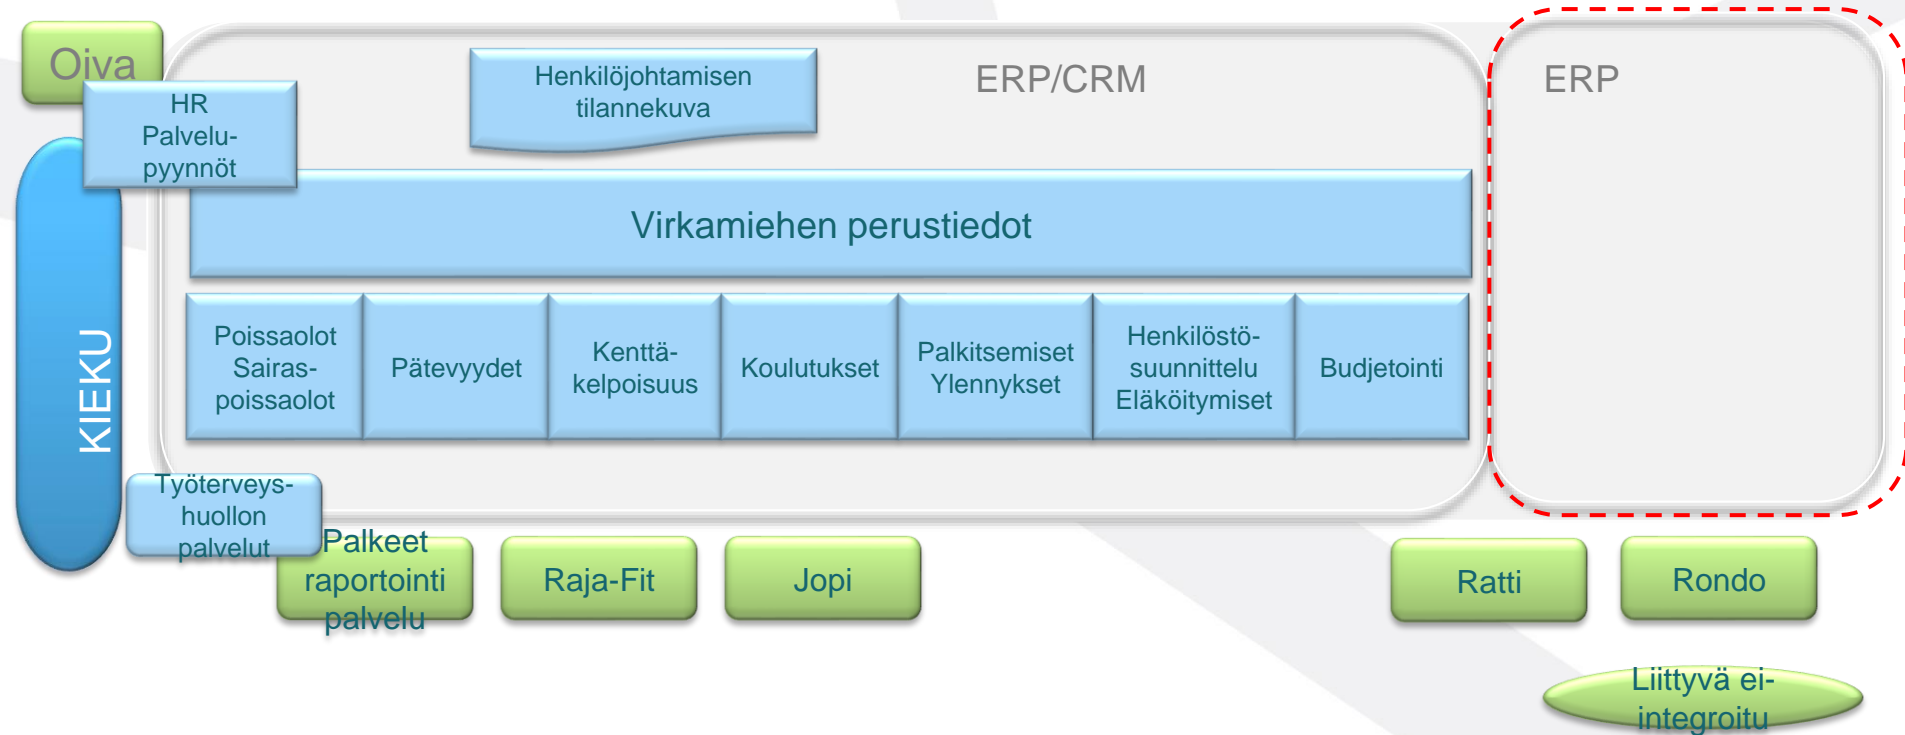 Oiva
HR
Palvelu-
pyynnöt
Henkilöjohtamisen
tilannekuva
ERP/CRM
ERP
Virkamiehen perustiedot
KIEKU
Poissaolot
Sairas-
poissaolot
Pätevyydet
Kenttä-
kelpoisuus
Koulutukset
Palkitsemiset
Ylennykset
Henkilöstö-
suunnittelu
Eläköitymiset
Budjetointi
Työterveys-
huollon
palvelut
Palkeet
raportointi
palvelu
Raja-Fit
Jopi
Ratti
Rondo
Liittyvä ei-
integroitu